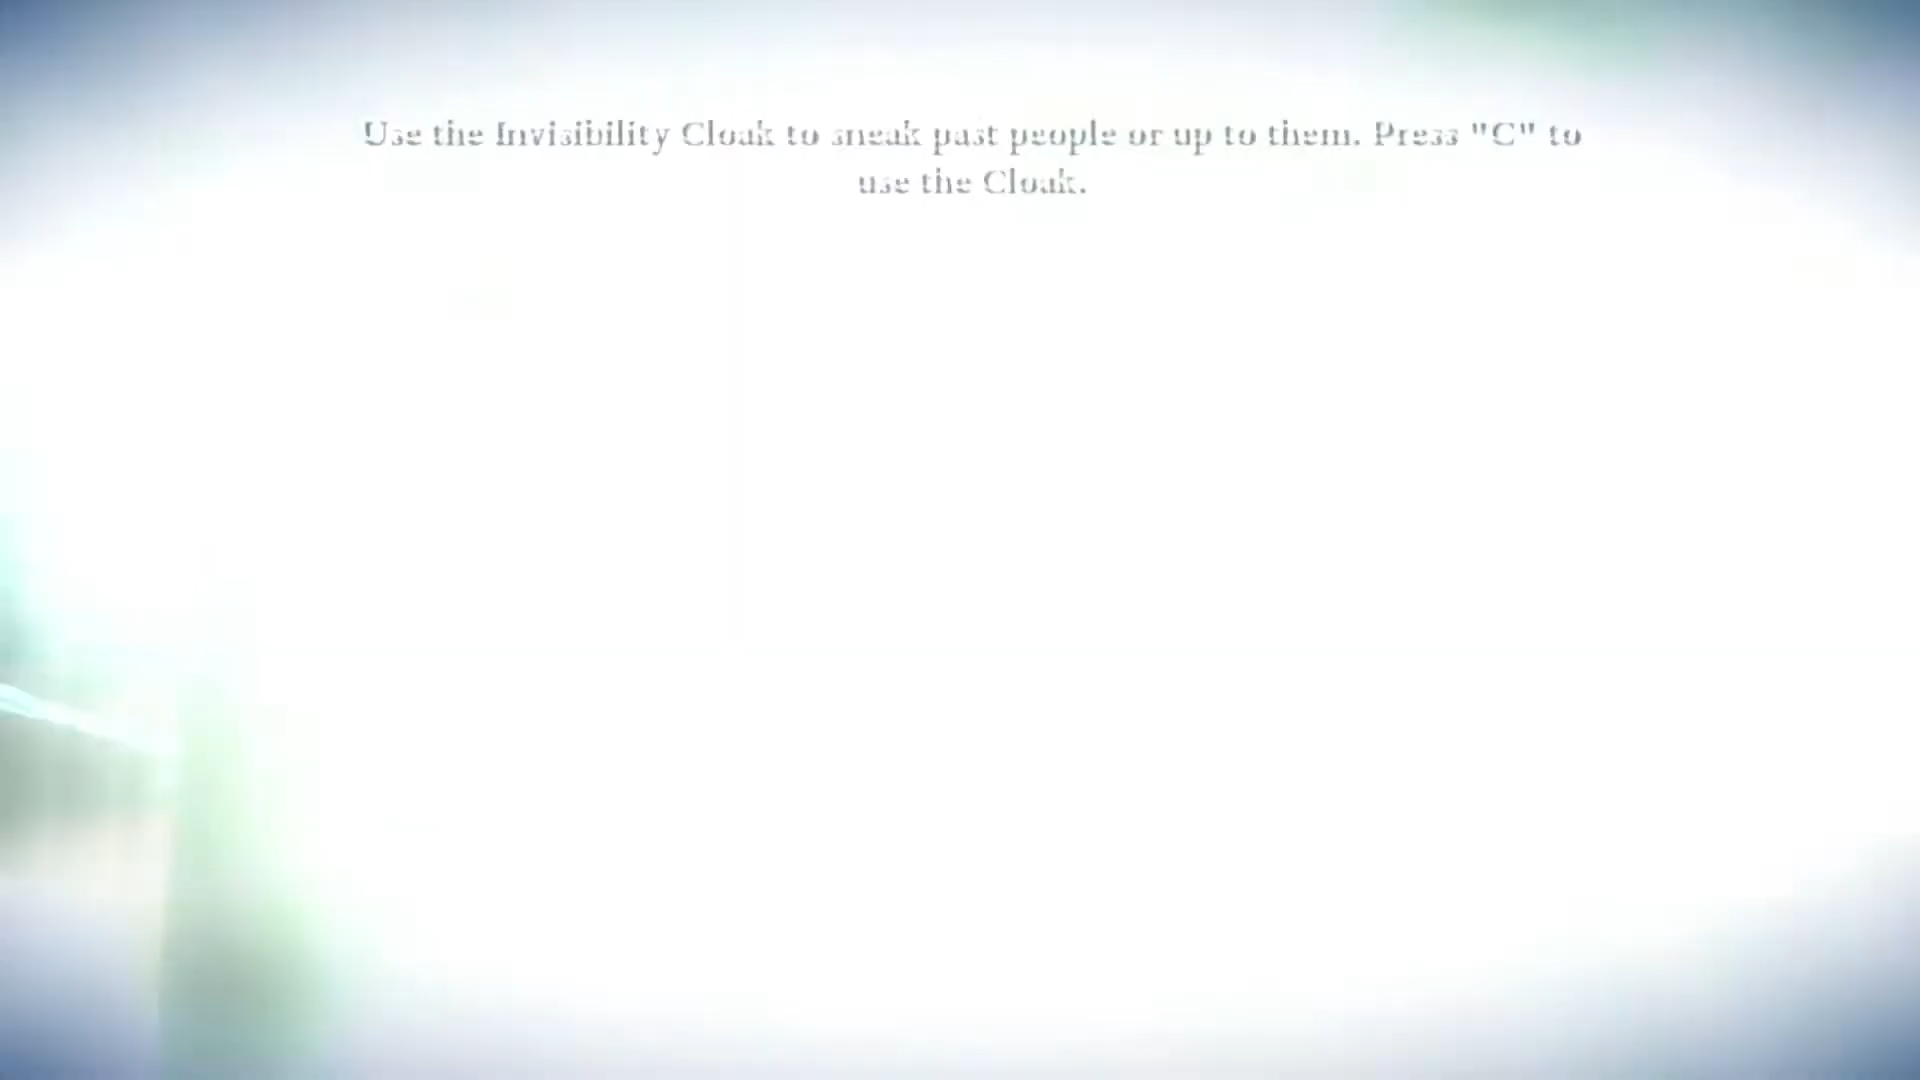 Use the Invisibility Cloak to sneak past people or up to them. Press "C" to
use the Cloak.